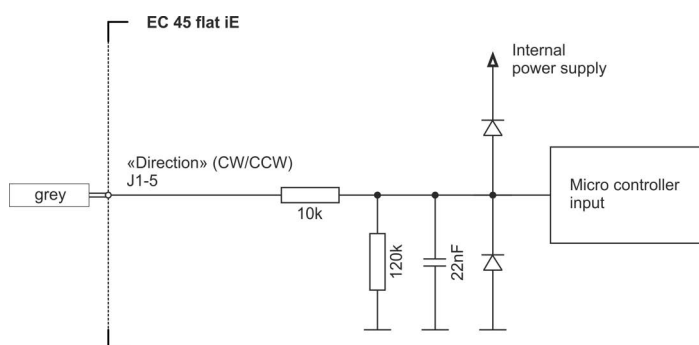 EC 45 flat iE
Internal
power supply
«Direction» (CW/CCW)
J1-5
grey
Micro controller
input
10k
120k
22nF